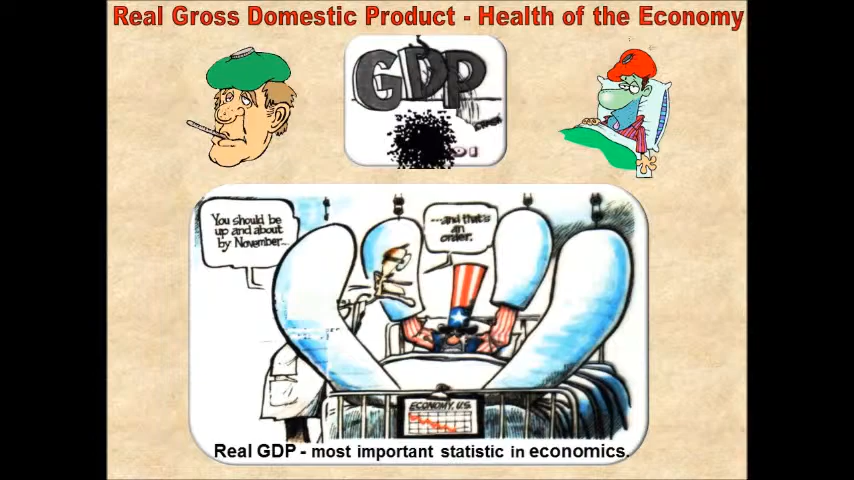 Real Gross Domestic Product - Health of the Economy
GDP
You should be
up and about
by November...
...and that's
an
order.
ECONOMY, U.S.
Real GDP - most important statistic in economics.